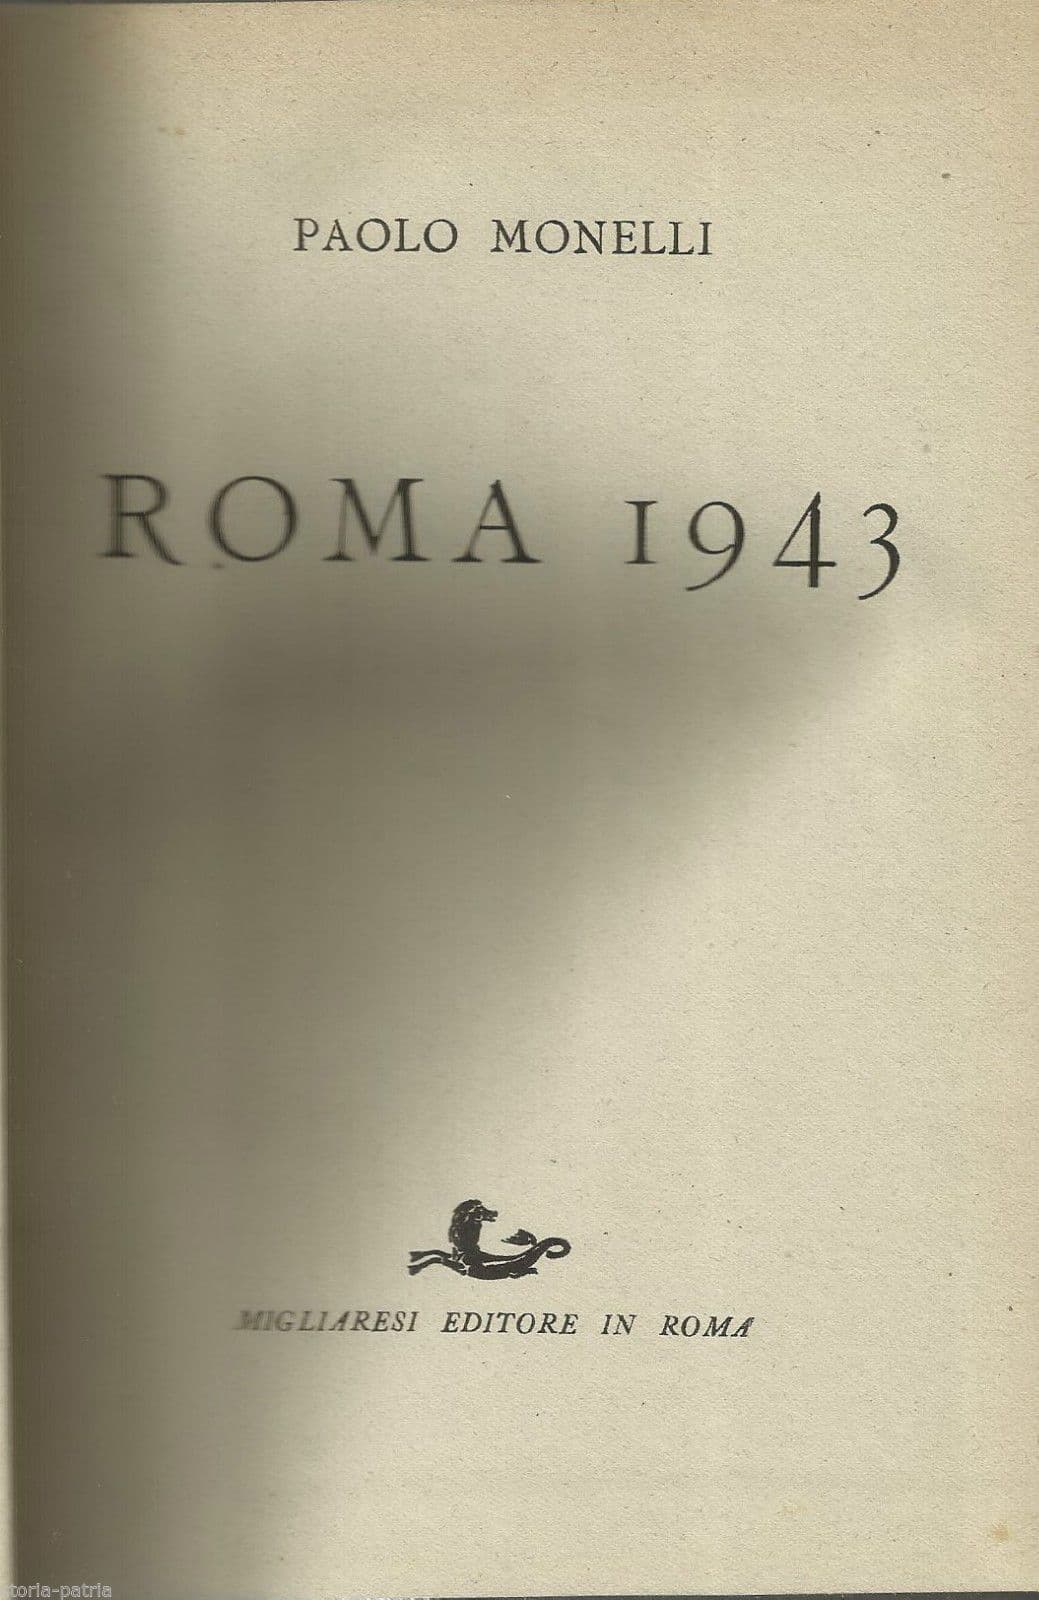 PAOLO MONELLI
ROMA 1943
MIGLIARESI EDITORE IN ROMA
toria-patria